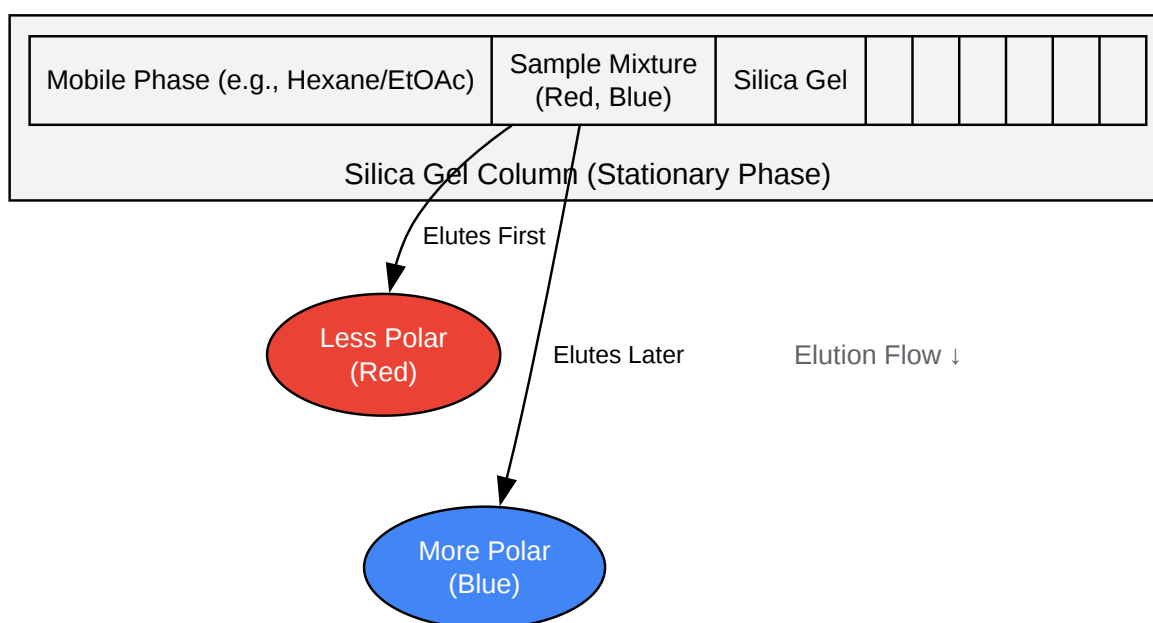 Mobile Phase (e.g., Hexane/EtOAc)
Sample Mixture
(Red, Blue)
Silica Gel
Silica Gel Column (Stationary Phase)
Elutes First
Less Polar
(Red)
Elutes Later
Elution Flow ↓
More Polar
(Blue)